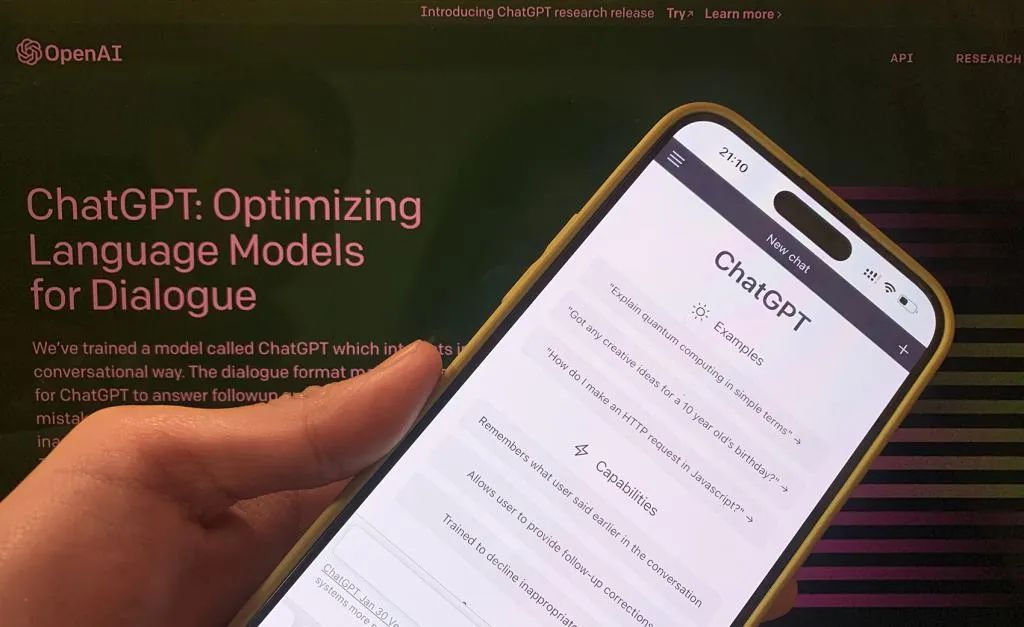 Introducing ChatGPT research release Try↗ Learn more ›
OpenAI
API RESEARCH
ChatGPT: Optimizing
Language Models
for Dialogue
We've trained a model called ChatGPT which
conversational way. The dialogue format
for ChatGPT to answer followup
21:10
New chat
+
ChatGPT
Examples
"Explain quantum computing in simple terms" →
"Got any creative ideas for a 10 year old's birthday?" →
"How do I make an HTTP request in Javascript?" →
Capabilities
Remembers what user said earlier in the conversation
Allows user to provide follow-up corrections
Trained to decline inappropriate
ChatGPT Jan 30
systems more